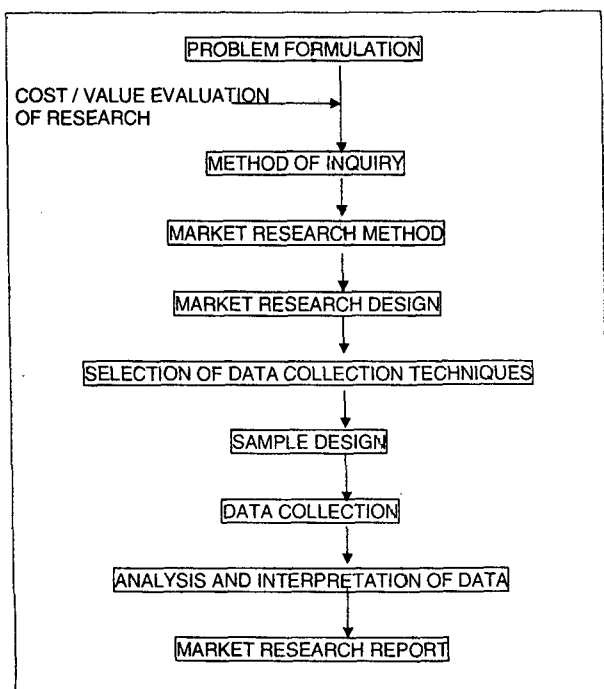 PROBLEM FORMULATION
COST / VALUE EVALUATION
OF RESEARCH
METHOD OF INQUIRY
MARKET RESEARCH METHOD
MARKET RESEARCH DESIGN
SELECTION OF DATA COLLECTION TECHNIQUES
SAMPLE DESIGN
DATA COLLECTION
ANALYSIS AND INTERPRETATION OF DATA
MARKET RESEARCH REPORT